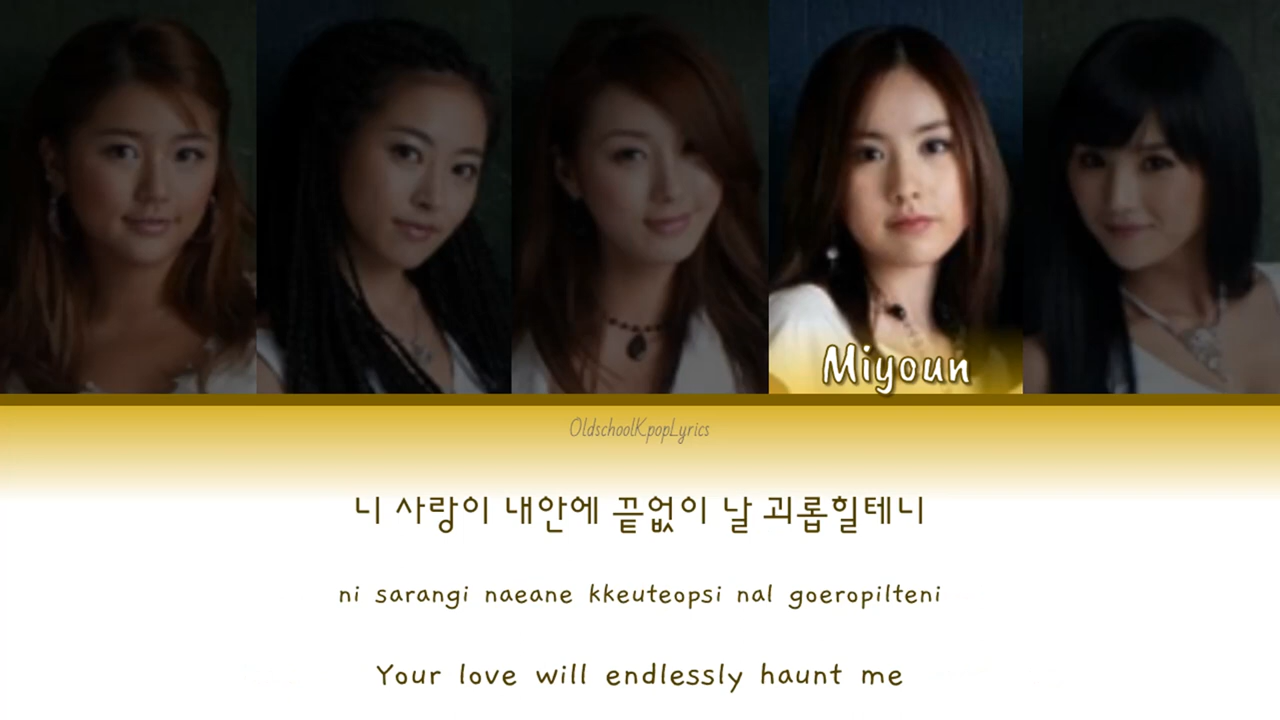 Miyoun
OldschoolKpopLyrics
니 사랑이 내안에 끝없이 날 괴롭힐테니
ni sarangi naeane kkeuteopsi nal goeropilteni
Your love will endlessly haunt me